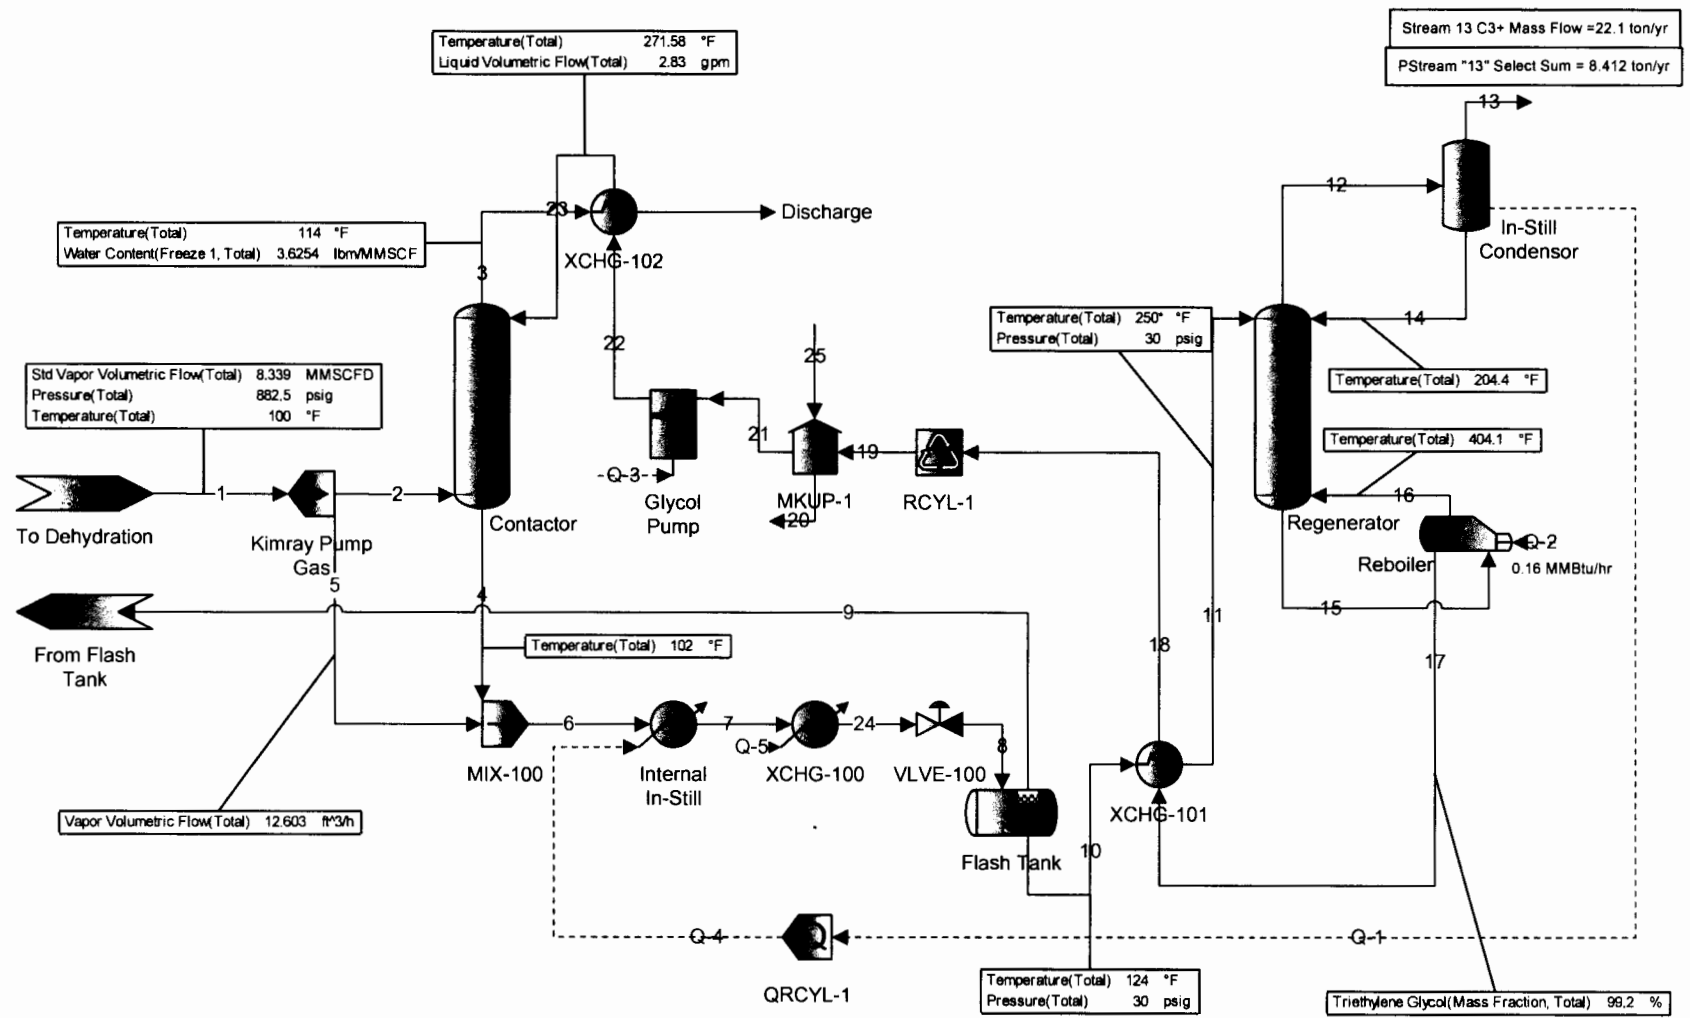 Stream 13 C3+ Mass Flow =22.1 ton/yr
PStream "13" Select Sum = 8.412 ton/yr
Temperature(Total) 271.58 °F
Liquid Volumetric Flow(Total) 2.83 gpm
13
12
23
Discharge
In-Still
Condensor
Temperature(Total) 114 °F
Water Content(Freeze 1, Total) 3.6254 lbm/MMSCF
XCHG-102
3
Temperature(Total) 250* °F
Pressure(Total) 30 psig
14
22
25
Std Vapor Volumetric Flow(Total) 8.339 MMSCFD
Pressure(Total) 882.5 psig
Temperature(Total) 100 °F
Temperature(Total) 204.4 °F
21
19
Temperature(Total) 404.1 °F
Q-3
1
2
16
To Dehydration
Kimray Pump
Gas
Contactor
Glycol
Pump
MKUP-1
20
RCYL-1
Regenerator
Reboiler
Q-2
0.16 MMBtu/hr
5
4
9
11
15
From Flash
Tank
Temperature(Total) 102 °F
18
17
6
7
24
8
Q-5
MIX-100
Internal
In-Still
XCHG-100
VLVE-100
XCHG-101
Vapor Volumetric Flow(Total) 12.603 ft^3/h
Flash Tank
10
Q-4
Q
Q-1
QRCYL-1
Temperature(Total) 124 °F
Pressure(Total) 30 psig
Triethylene Glycol(Mass Fraction, Total) 99.2 %